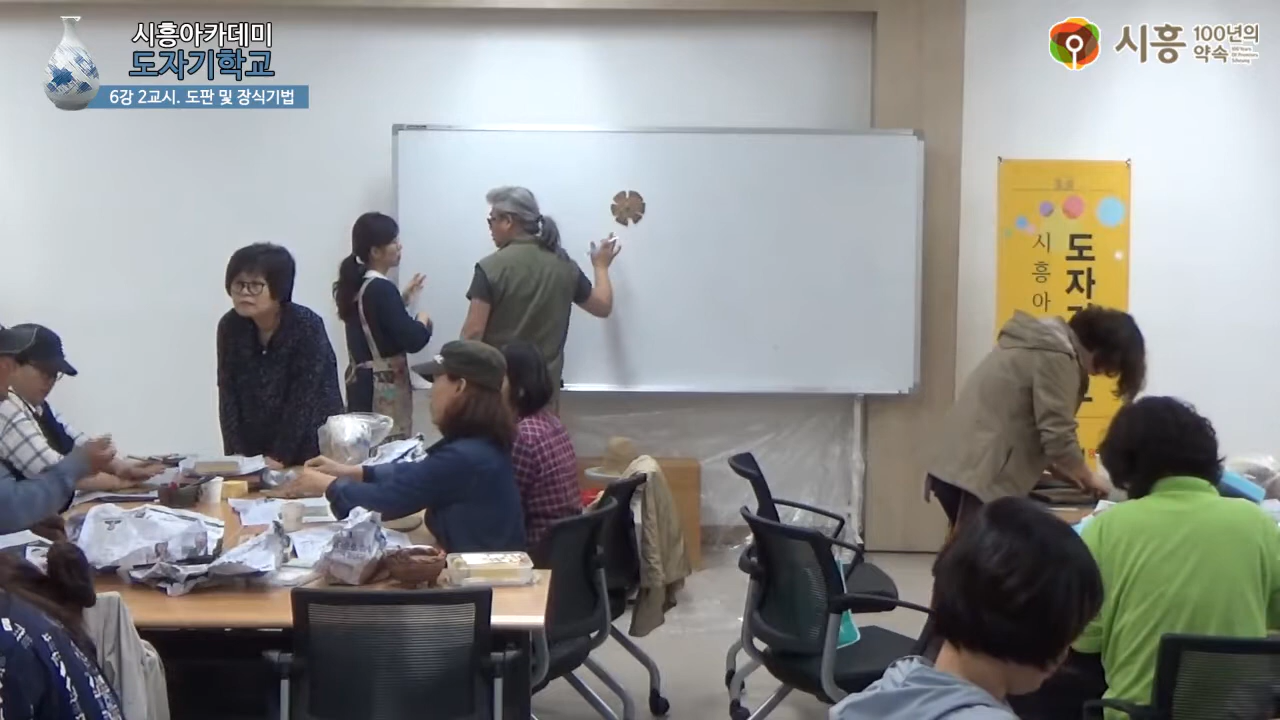 시흥아카데미
도자기학교
6강 2교시. 도판 및 장식기법
시흥
100년의
약속
시흥아
도자